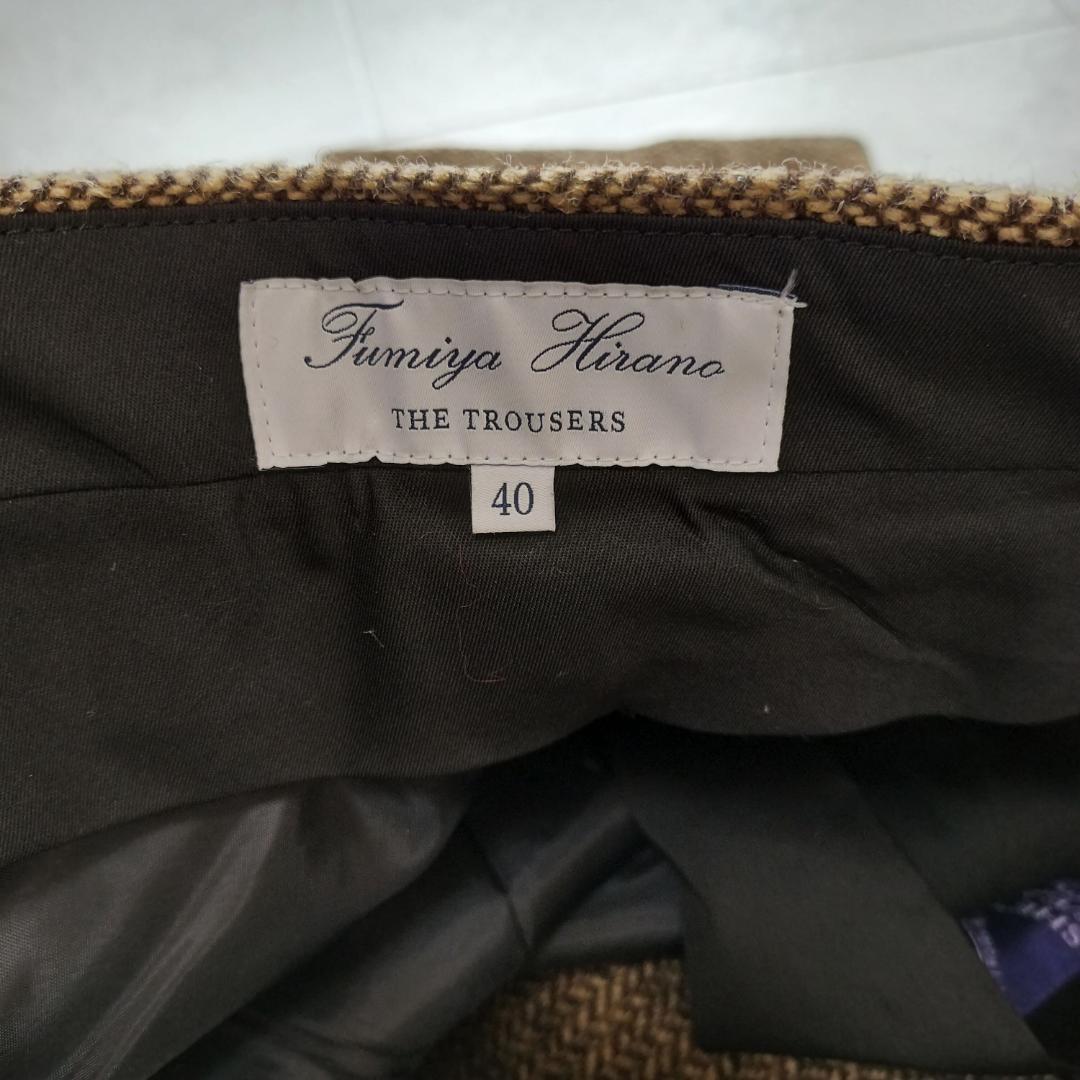 Fumiya Hirano
THE TROUSERS
40